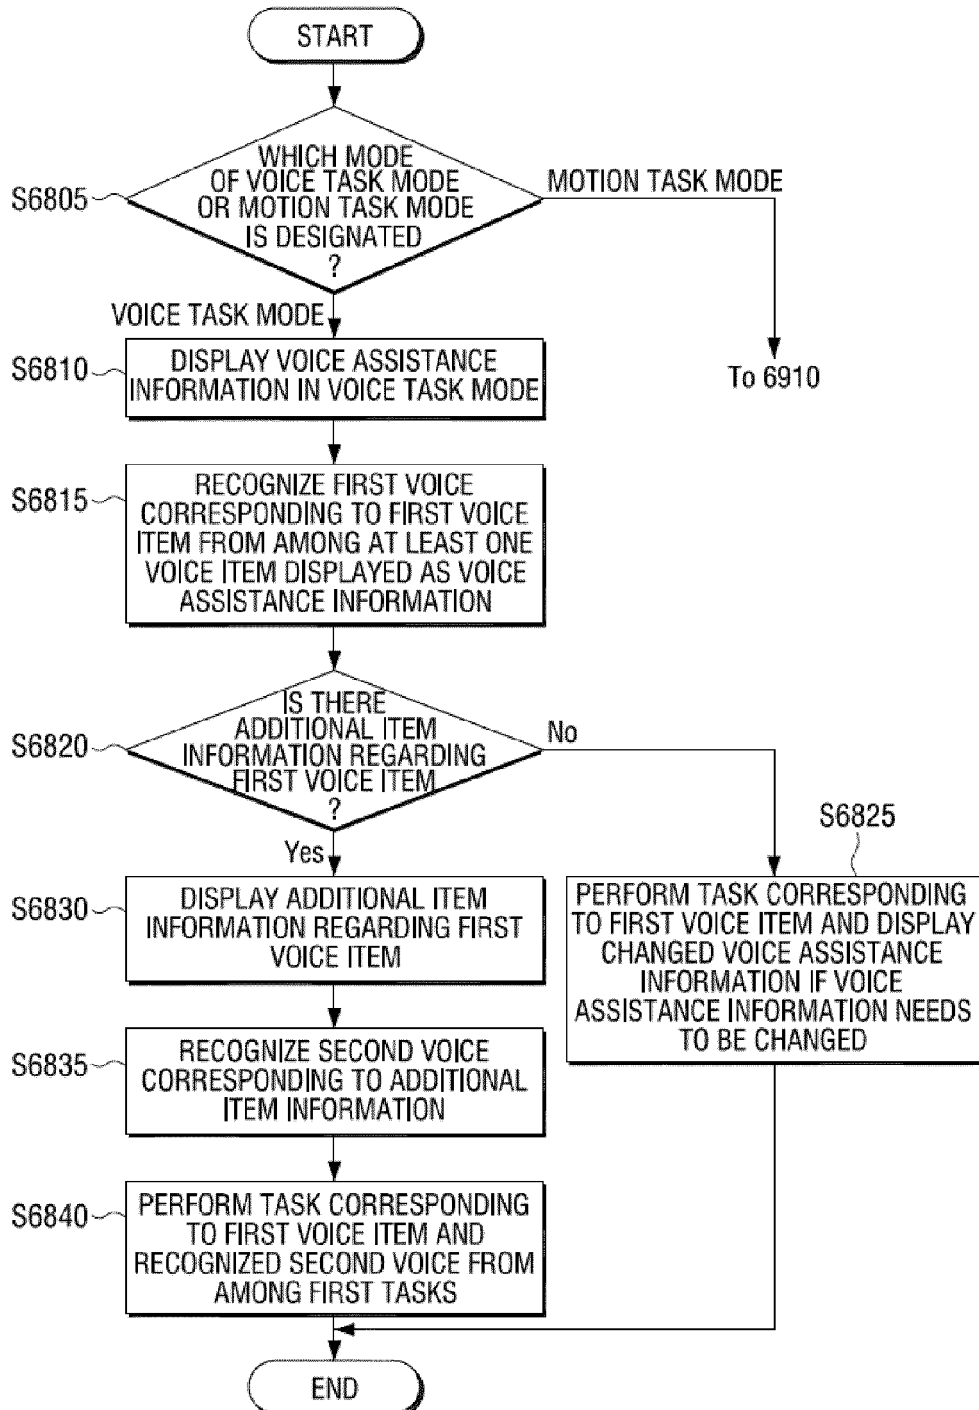 START
WHICH MODE
OF VOICE TASK MODE
OR MOTION TASK MODE
IS DESIGNATED
?
S6805
MOTION TASK MODE
To 6910
VOICE TASK MODE
S6810
DISPLAY VOICE ASSISTANCE
INFORMATION IN VOICE TASK MODE
S6815
RECOGNIZE FIRST VOICE
CORRESPONDING TO FIRST VOICE
ITEM FROM AMONG AT LEAST ONE
VOICE ITEM DISPLAYED AS VOICE
ASSISTANCE INFORMATION
S6820
IS THERE
ADDITIONAL ITEM
INFORMATION REGARDING
FIRST VOICE ITEM
?
No
Yes
S6825
PERFORM TASK CORRESPONDING
TO FIRST VOICE ITEM AND DISPLAY
CHANGED VOICE ASSISTANCE
INFORMATION IF VOICE
ASSISTANCE INFORMATION NEEDS
TO BE CHANGED
S6830
DISPLAY ADDITIONAL ITEM
INFORMATION REGARDING FIRST
VOICE ITEM
S6835
RECOGNIZE SECOND VOICE
CORRESPONDING TO ADDITIONAL
ITEM INFORMATION
S6840
PERFORM TASK CORRESPONDING
TO FIRST VOICE ITEM AND
RECOGNIZED SECOND VOICE FROM
AMONG FIRST TASKS
END